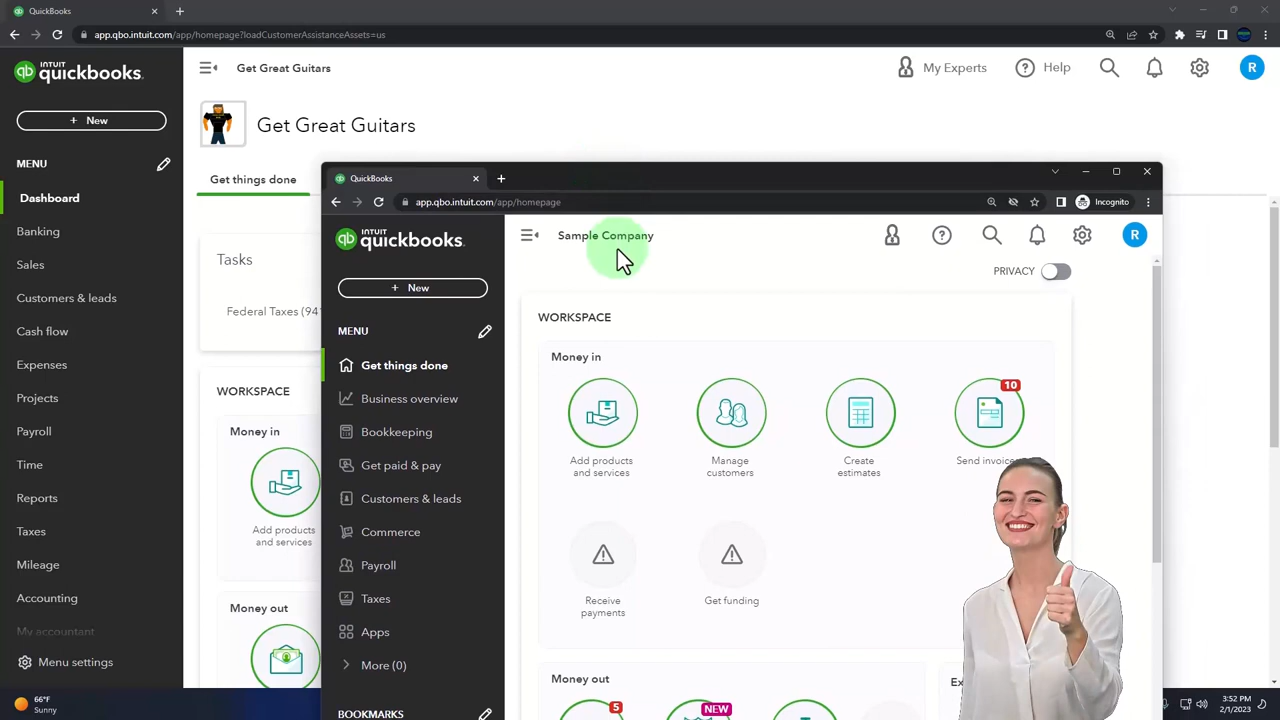 QuickBooks
app.qbo.intuit.com/app/homepage?loadCustomerAssistanceAssets=us
INTUIT
quickbooks.
Get Great Guitars
My Experts
Help
R
+ New
Get Great Guitars
MENU
Get things done
Dashboard
Banking
Sales
Customers & leads
Cash flow
Expenses
Projects
Payroll
Time
Reports
Taxes
Mileage
Accounting
My accountant
Menu settings
Tasks
Federal Taxes (941
WORKSPACE
Money in
Add products
and services
Money out
QuickBooks
app.qbo.intuit.com/app/homepage
Incognito
INTUIT
quickbooks.
Sample Company
R
PRIVACY
+ New
MENU
Get things done
Business overview
Bookkeeping
Get paid & pay
Customers & leads
Commerce
Payroll
Taxes
Apps
More (0)
BOOKMARKS
WORKSPACE
Money in
10
Add products
and services
Manage
customers
Create
estimates
Send invoices
Receive
payments
Get funding
Money out
Ex
5
NEW
66°F
Sunny
3:52 PM
2/1/2023